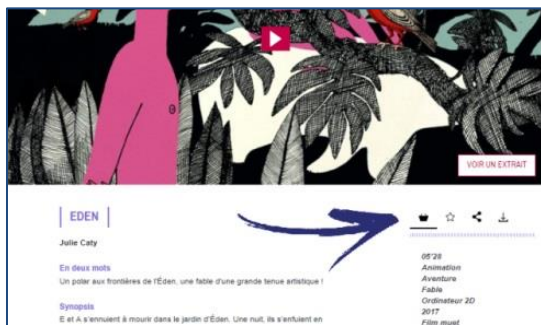 VOIR UN EXTRAIT
EDEN
Julie Caty
En deux mots
Un polar aux frontières de l'Éden, une fable d'une grande tenue artistique !
Synopsis
E et A s'ennuient à mourir dans le jardin d'Éden. Une nuit, ils s'enfuient en
05'28
Animation
Aventure
Fable
Ordinateur 2D
2017
Film muet